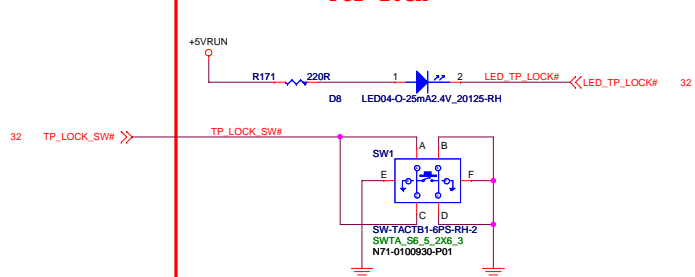 +5VRUN
R171 220R 1 2 LED_TP_LOCK# LED_TP_LOCK# 32
D8 LED04-O-25mA2.4V_20125-RH
32 TP_LOCK_SW# TP_LOCK_SW#
A B
SW1
E F
C D
SW-TACTB1-6PS-RH-2
SWTA_S6_5_2X6_3
N71-0100930-P01